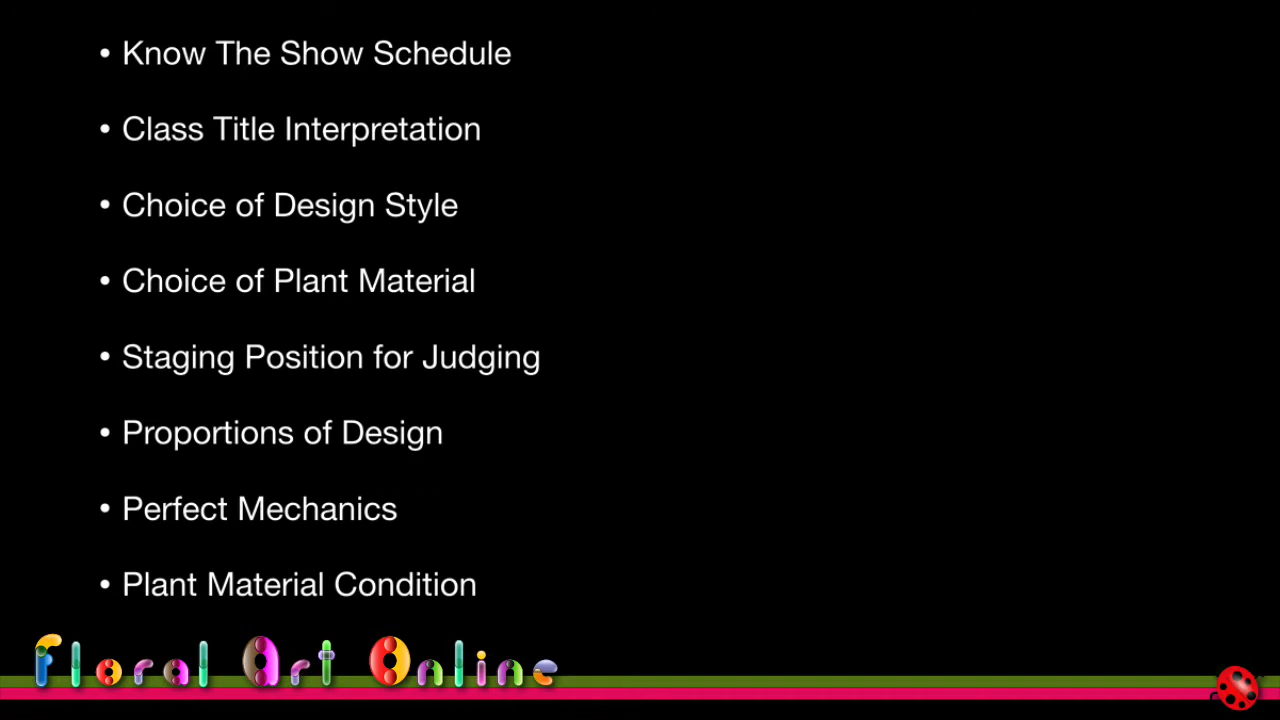 • Know The Show Schedule
• Class Title Interpretation
• Choice of Design Style
• Choice of Plant Material
• Staging Position for Judging
• Proportions of Design
• Perfect Mechanics
• Plant Material Condition
Floral Art Online